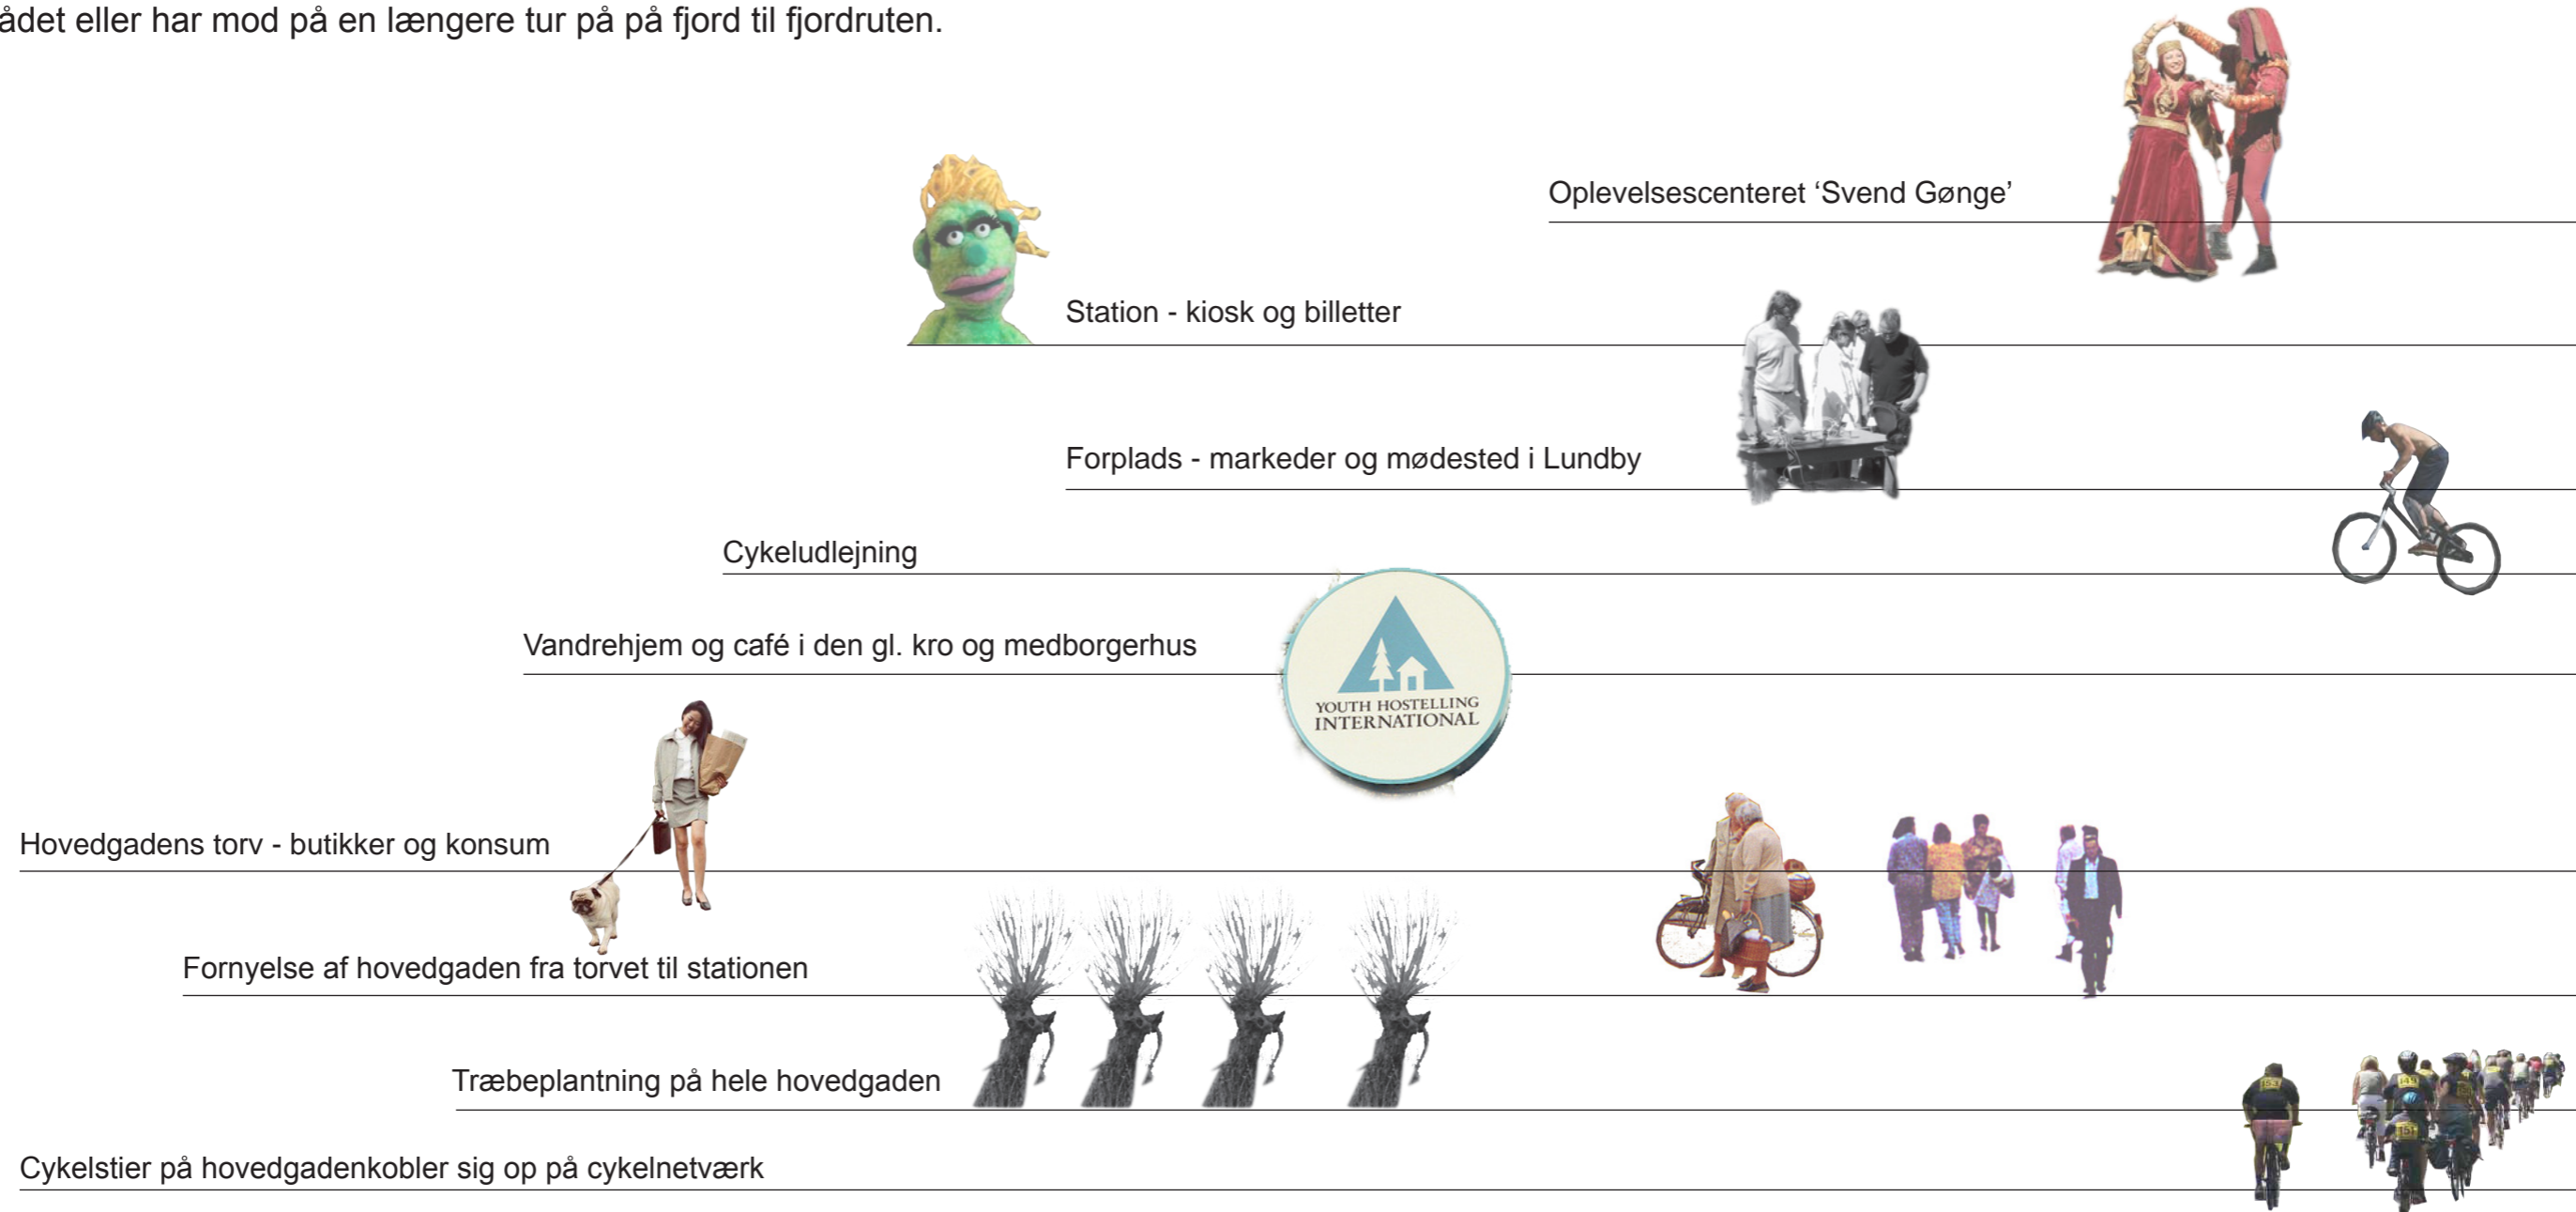 ådet eller har mod på en længere tur på på fjord til fjordruten.
Oplevelsescenteret ‘Svend Gønge’
Station - kiosk og billetter
Forplads - markeder og mødested i Lundby
Cykeludlejning
Vandrehjem og café i den gl. kro og medborgerhus
YOUTH HOSTELLING
INTERNATIONAL
Hovedgadens torv - butikker og konsum
Fornyelse af hovedgaden fra torvet til stationen
Træbeplantning på hele hovedgaden
153
149
151
Cykelstier på hovedgadenkobler sig op på cykelnetværk